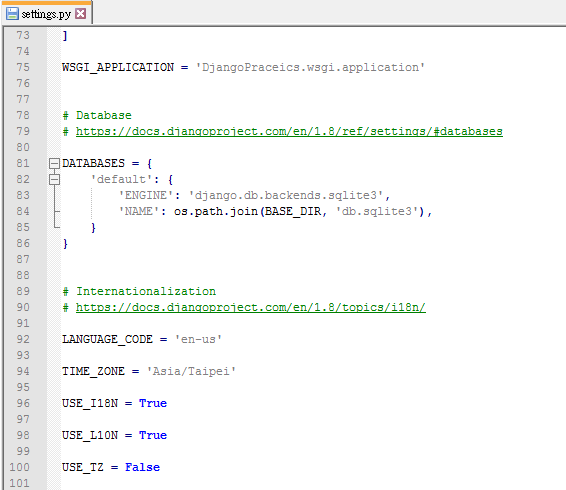 settings.py
73 ]
74
75 WSGI_APPLICATION = 'DjangoPraceics.wsgi.application'
76
77
78 # Database
79 # https://docs.djangoproject.com/en/1.8/ref/settings/#databases
80
81 DATABASES = {
82     'default': {
83         'ENGINE': 'django.db.backends.sqlite3',
84         'NAME': os.path.join(BASE_DIR, 'db.sqlite3'),
85     }
86 }
87
88
89 # Internationalization
90 # https://docs.djangoproject.com/en/1.8/topics/i18n/
91
92 LANGUAGE_CODE = 'en-us'
93
94 TIME_ZONE = 'Asia/Taipei'
95
96 USE_I18N = True
97
98 USE_L10N = True
99
100 USE_TZ = False
101